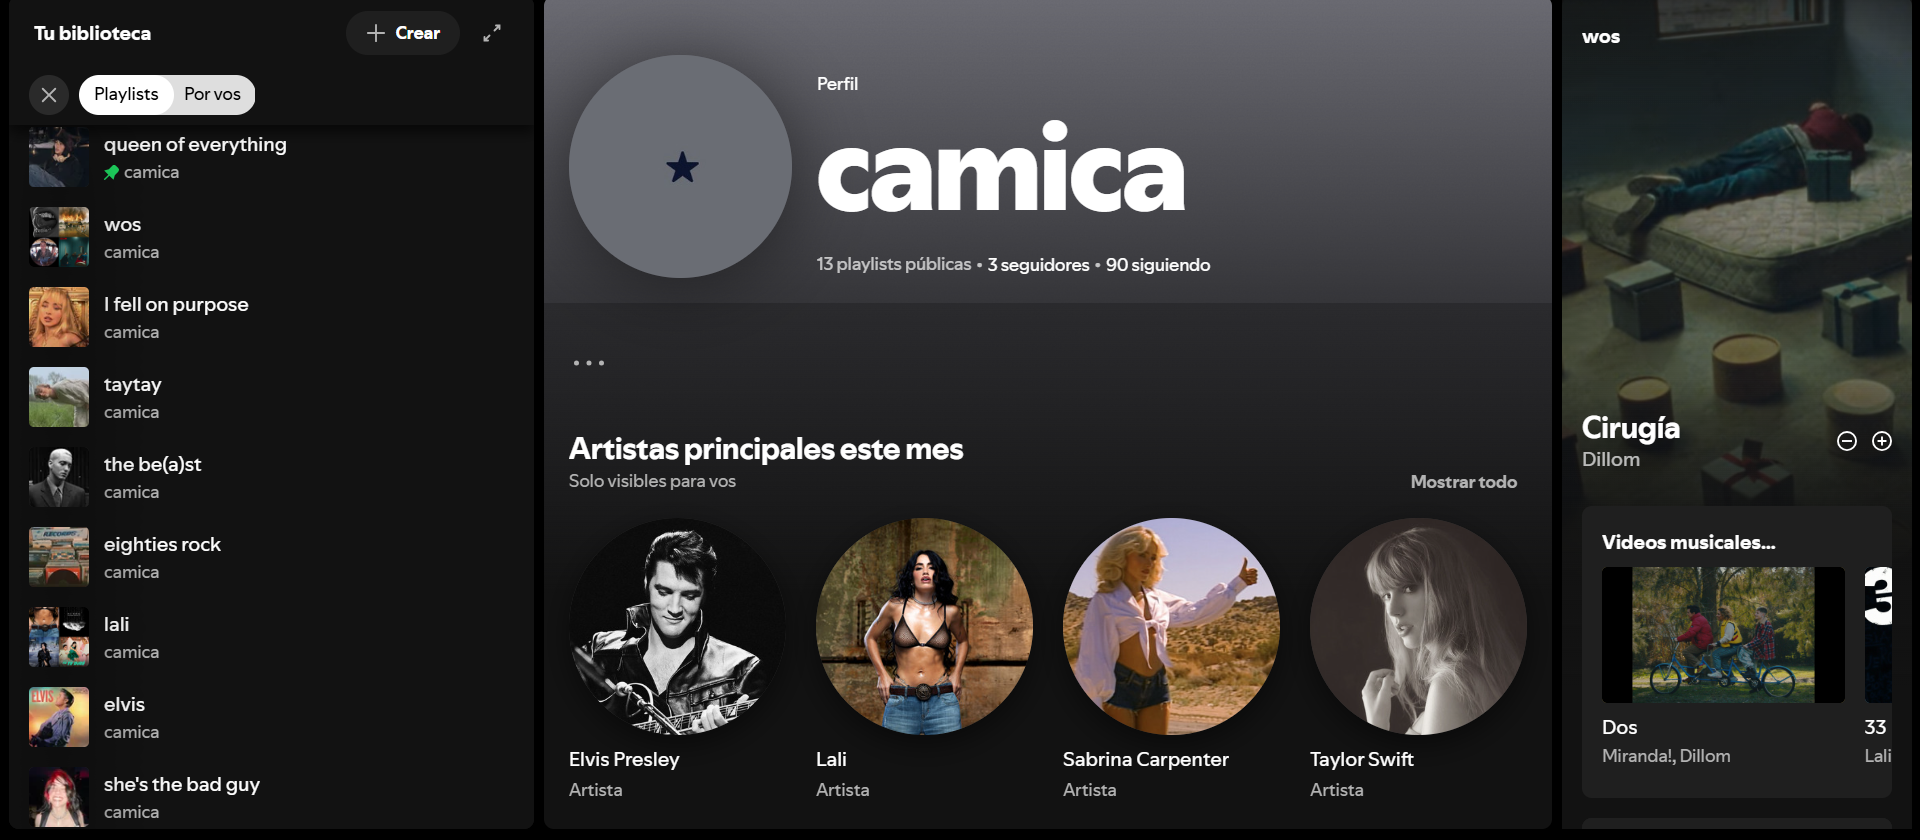 Tu biblioteca
Crear
Playlists
Por vos
queen of everything
camica
wos
camica
I fell on purpose
camica
taytay
camica
the be(a)st
camica
eighties rock
camica
lali
camica
ELVIS
elvis
camica
she's the bad guy
camica
Perfil
camica
13 playlists públicas • 3 seguidores • 90 siguiendo
Artistas principales este mes
Solo visibles para vos
Mostrar todo
Elvis Presley
Artista
Lali
Artista
Sabrina Carpenter
Artista
Taylor Swift
Artista
wos
Cirugía
Dillom
Videos musicales...
Dos
Miranda!, Dillom
3
33
Lali